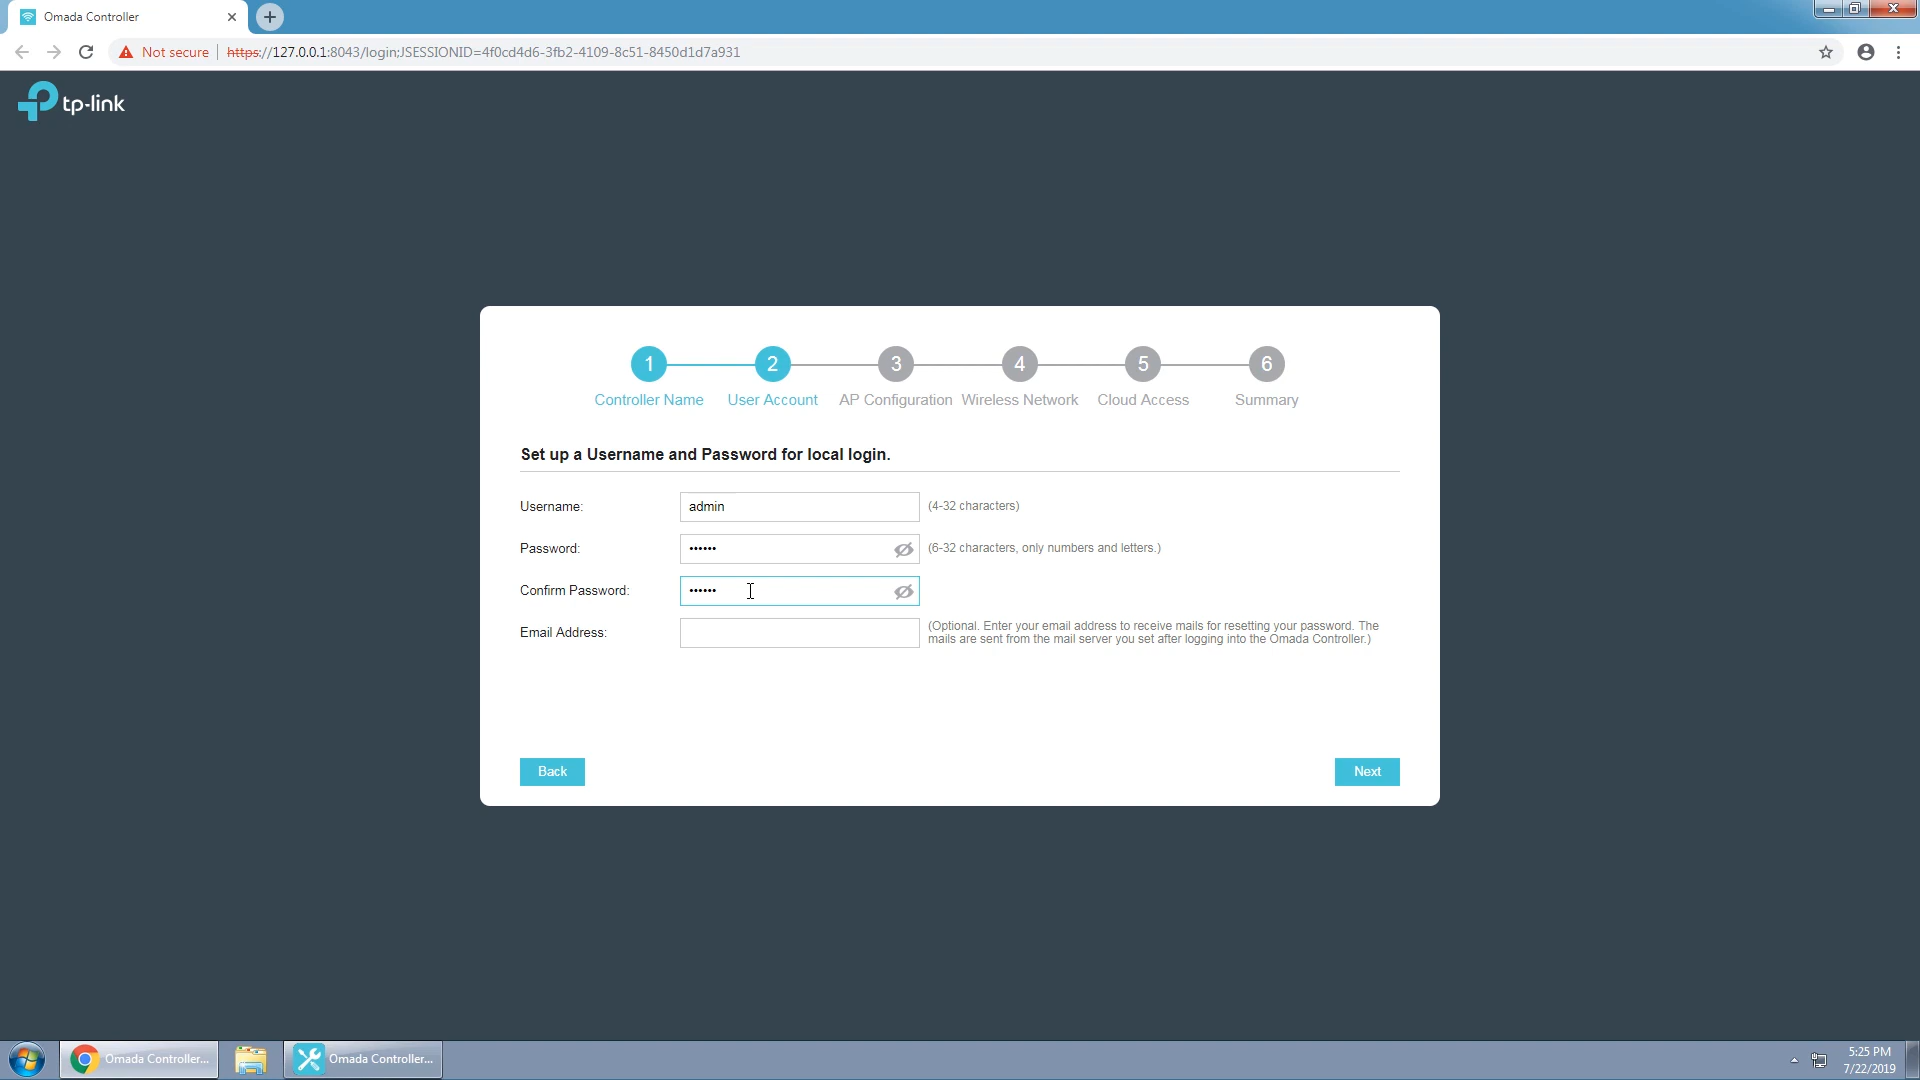 Omada Controller
Not secure
https://127.0.0.1:8043/login;JSESSIONID=4f0cd4d6-3fb2-4109-8c51-8450d1d7a931
tp-link
1 2 3 4 5 6
Controller Name User Account AP Configuration Wireless Network Cloud Access Summary
Set up a Username and Password for local login.
Username: admin (4-32 characters)
Password: •••••• (6-32 characters, only numbers and letters.)
Confirm Password: ••••••
Email Address: (Optional. Enter your email address to receive mails for resetting your password. The
mails are sent from the mail server you set after logging into the Omada Controller.)
Back Next
Omada Controller... Omada Controller... 5:25 PM
7/22/2019